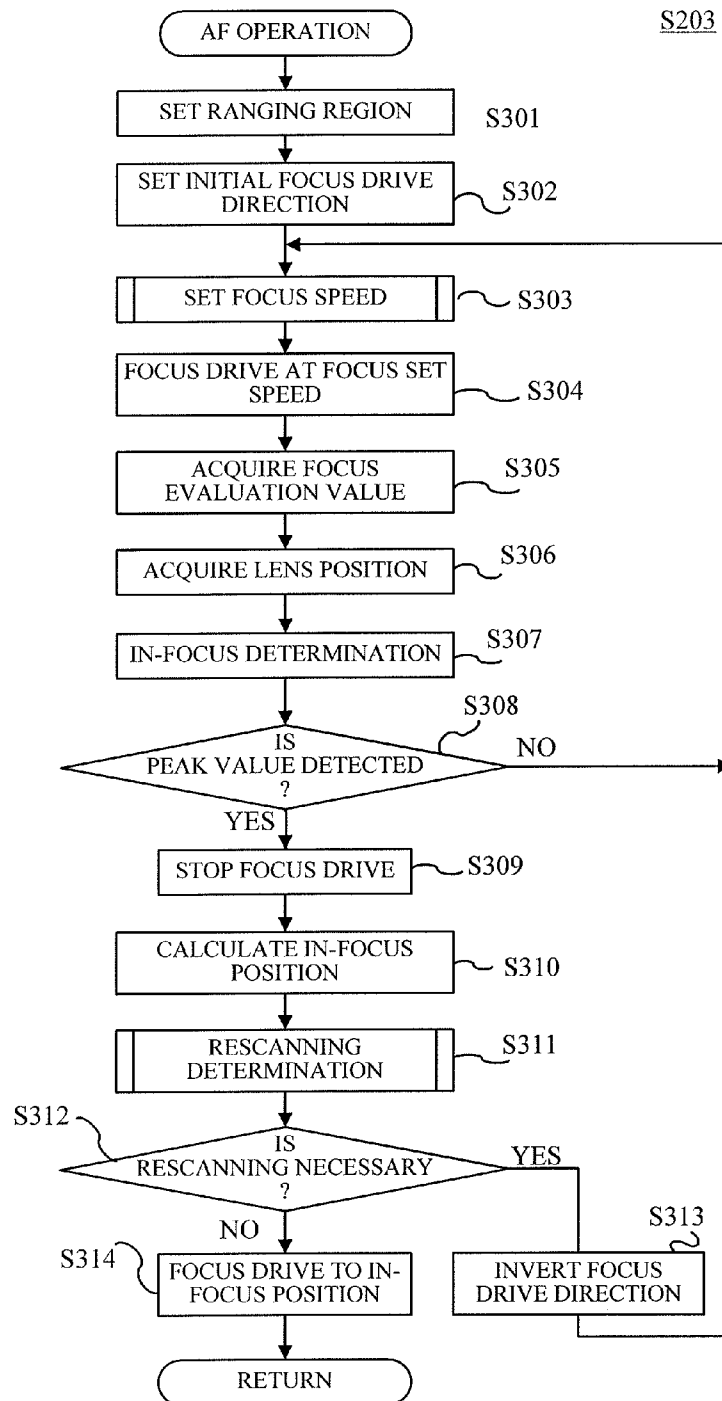 S203
AF OPERATION
SET RANGING REGION
S301
SET INITIAL FOCUS DRIVE
DIRECTION
S302
SET FOCUS SPEED
S303
FOCUS DRIVE AT FOCUS SET
SPEED
S304
ACQUIRE FOCUS
EVALUATION VALUE
S305
ACQUIRE LENS POSITION
S306
IN-FOCUS DETERMINATION
S307
S308
IS
PEAK VALUE DETECTED
?
NO
YES
STOP FOCUS DRIVE
S309
CALCULATE IN-FOCUS
POSITION
S310
RESCANNING
DETERMINATION
S311
S312
IS
RESCANNING NECESSARY
?
YES
NO
S313
INVERT FOCUS
DRIVE DIRECTION
S314
FOCUS DRIVE TO IN-
FOCUS POSITION
RETURN